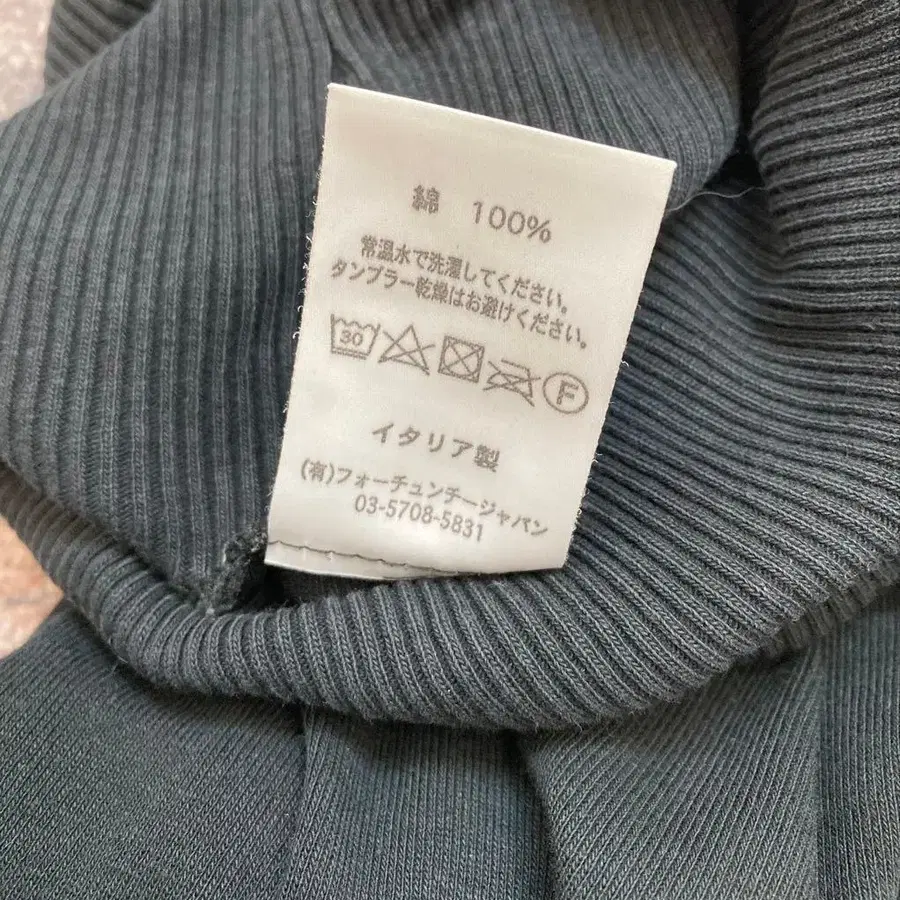 綿 100%
常温水で洗濯してください。
タンブラー乾燥はお避けください。
30 F
イタリア製
(有)フォーチュンチージャパン
03-5708-5831